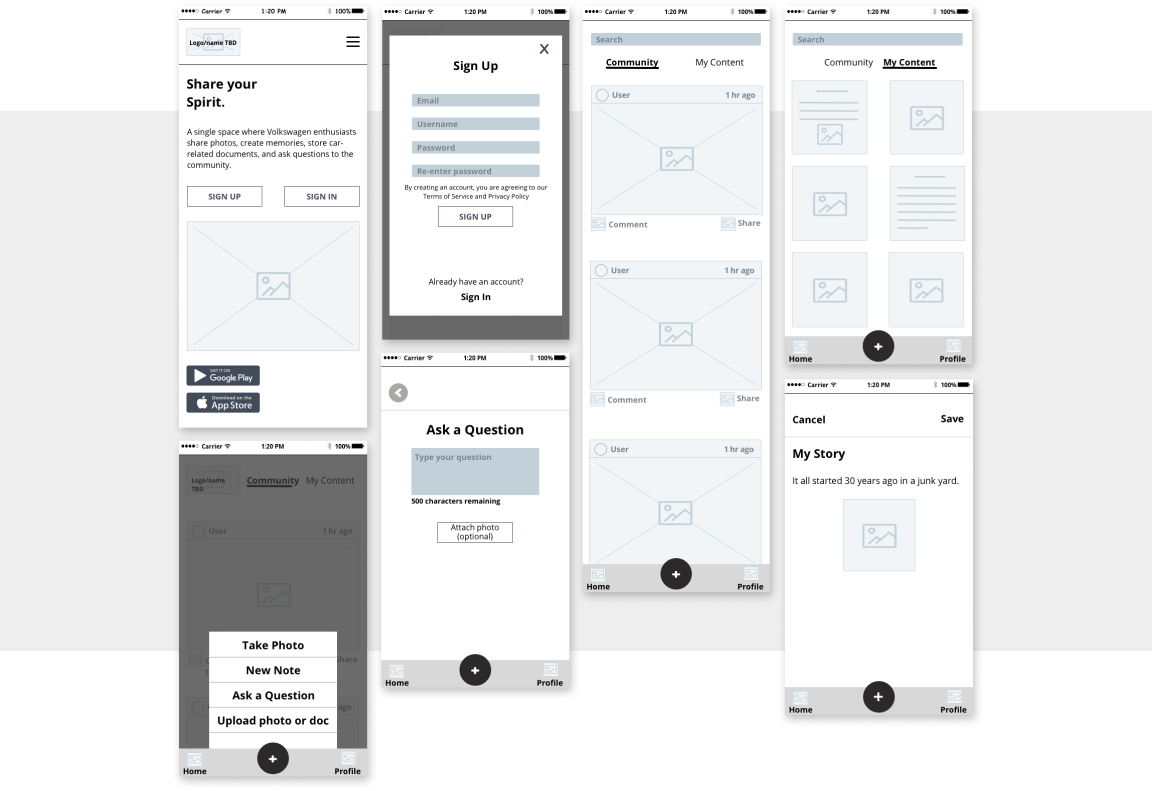 Carrier 1:20 PM 100%
Logo/name TBD
Share your
Spirit.
A single space where Volkswagen enthusiasts
share photos, create memories, store car-
related documents, and ask questions to the
community.
SIGN UP SIGN IN
GET IT ON
Google Play
Download on the
App Store
Carrier 1:20 PM 100%
Logo/name
TBD
Community My Content
User 1 hr ago
Share
ago
Take Photo
New Note
Ask a Question
Upload photo or doc
+
Home Profile
Carrier 1:20 PM 100%
X
Sign Up
Email
Username
Password
Re-enter password
By creating an account, you are agreeing to our
Terms of Service and Privacy Policy
SIGN UP
Already have an account?
Sign In
Carrier 1:20 PM 100%
Ask a Question
Type your question
500 characters remaining
Attach photo
(optional)
+
Home Profile
Carrier 1:20 PM 100%
Search
Community My Content
User 1 hr ago
Comment Share
User 1 hr ago
Comment Share
User 1 hr ago
+
Home Profile
Carrier 1:20 PM 100%
Search
Community My Content
+
Home Profile
Carrier 1:20 PM 100%
Cancel Save
My Story
It all started 30 years ago in a junk yard.
+
Home Profile